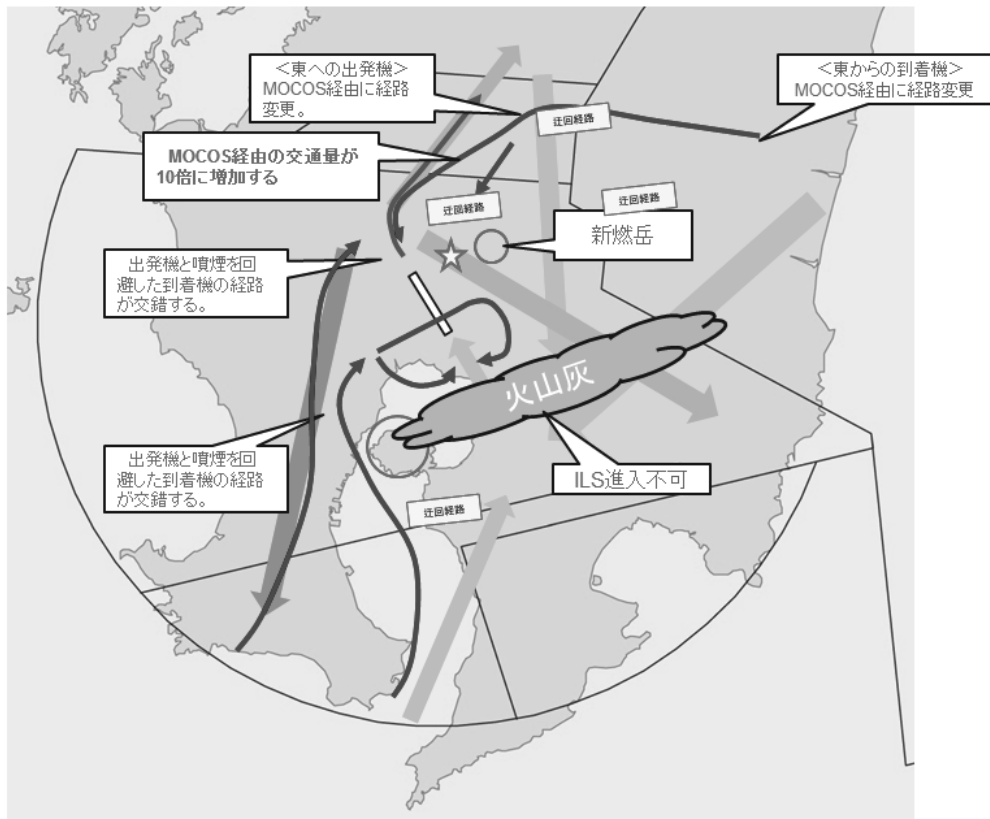 ＜東への出発機＞
MOCOS経由に経路
変更。
＜東からの到着機＞
MOCOS経由に経路変更
迂回経路
MOCOS経由の交通量が
10倍に増加する
迂回経路
迂回経路
新燃岳
出発機と噴煙を回
避した到着機の経路
が交錯する。
火山灰
出発機と噴煙を回
避した到着機の経路
が交錯する。
ILS進入不可
迂回経路